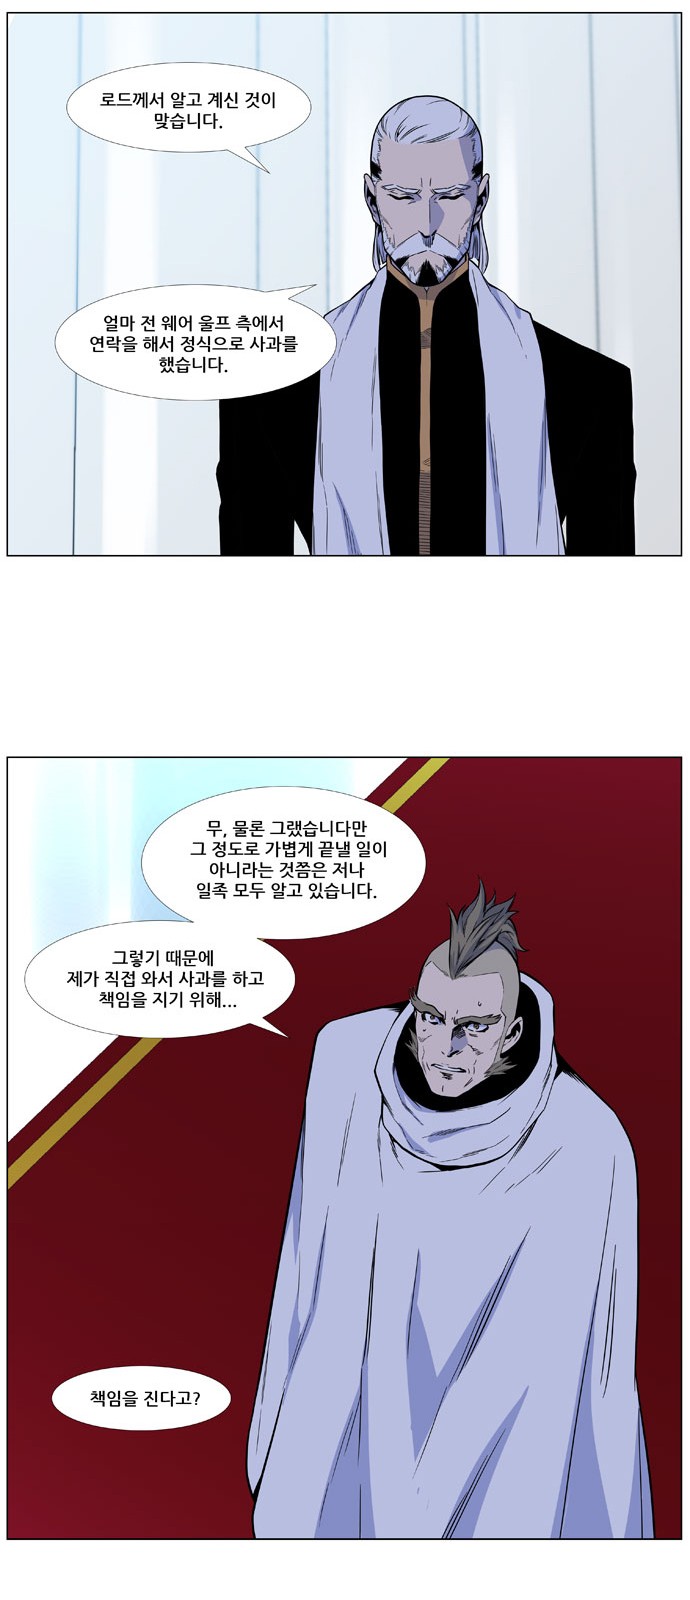 로드께서 알고 계신 것이
맞습니다.
얼마 전 웨어 울프 측에서
연락을 해서 정식으로 사과를
했습니다.
무, 물론 그랬습니다만
그 정도로 가볍게 끝낼 일이
아니라는 것쯤은 저나
일족 모두 알고 있습니다.
그렇기 때문에
제가 직접 와서 사과를 하고
책임을 지기 위해...
책임을 진다고?